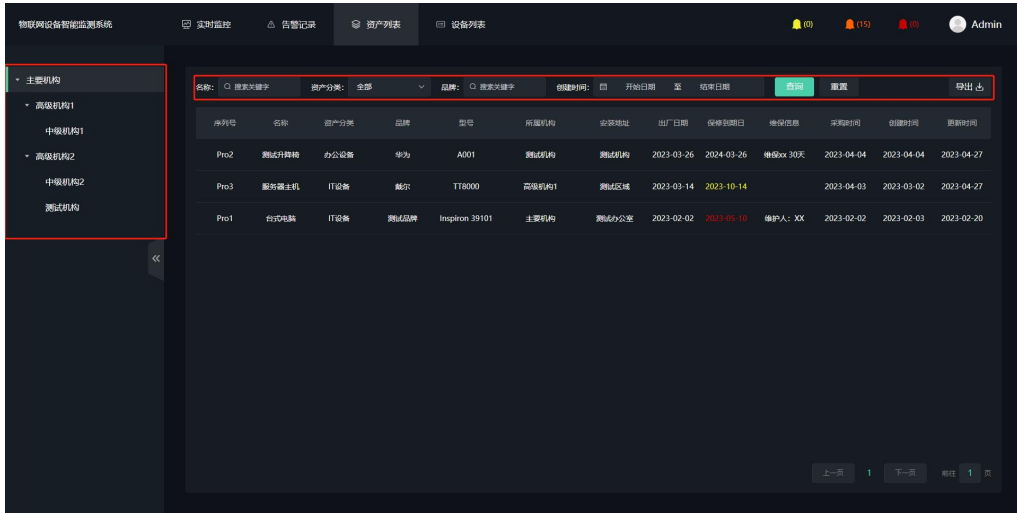 物联网设备智能监测系统 实时监控 告警记录 资产列表 设备列表 (0) (15) (0) Admin
主要机构
高级机构1
中级机构1
高级机构2
中级机构2
测试机构
名称: 搜索关键字 资产分类: 全部 品牌: 搜索关键字 创建时间: 开始日期 至 结束日期 查询 重置 导出
序列号 名称 资产分类 品牌 型号 所属机构 安装地址 出厂日期 保修到期日 维保信息 采购时间 创建时间 更新时间
Pro2 测试升降椅 办公设备 华为 A001 测试机构 测试机构 2023-03-26 2024-03-26 维保xx 30天 2023-04-04 2023-04-04 2023-04-27
Pro3 服务器主机 IT设备 戴尔 TT8000 高级机构1 测试区域 2023-03-14 2023-10-14 2023-04-03 2023-03-02 2023-04-27
Pro1 台式电脑 IT设备 测试品牌 Inspiron 39101 主要机构 测试办公室 2023-02-02 2023-05-10 维护人: XX 2023-02-02 2023-02-03 2023-02-20
上一页 1 下一页 前往 1 页